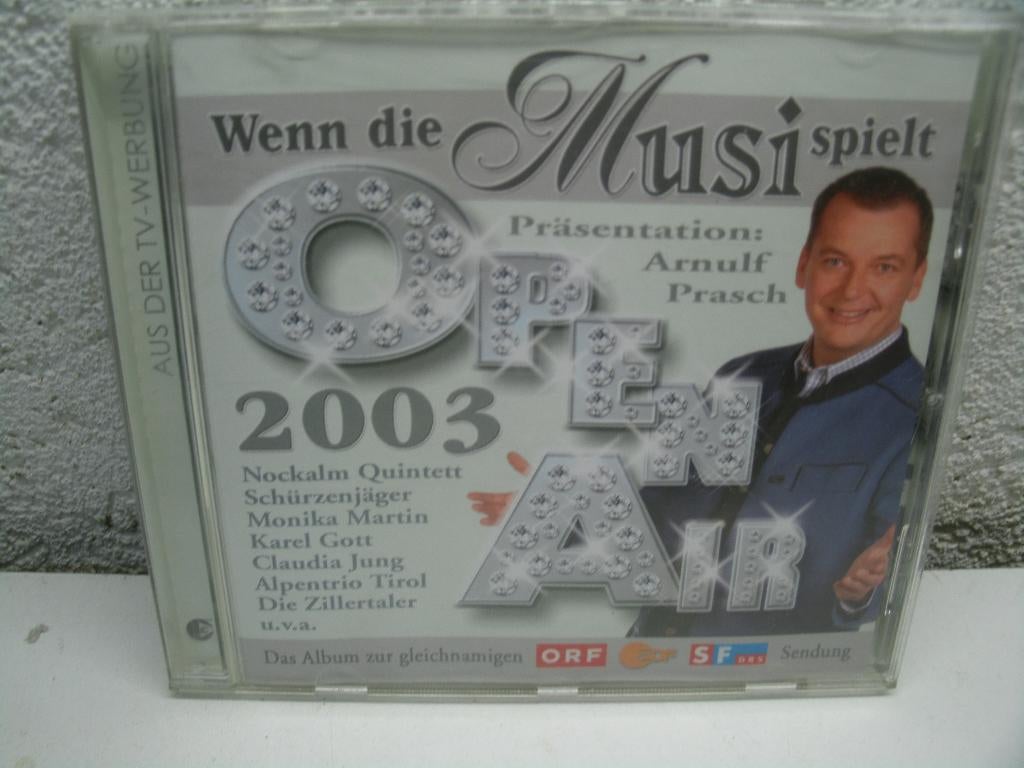 AUS DER TV-WERBUNG
Wenn die Musi spielt
Präsentation:
Arnulf
Prasch
OPEN
AIR
2003
Nockalm Quintett
Schürzenjäger
Monika Martin
Karel Gott
Claudia Jung
Alpentrio Tirol
Die Zillertaler
u.v.a.
Das Album zur gleichnamigen ORF ZDF SF DRS Sendung